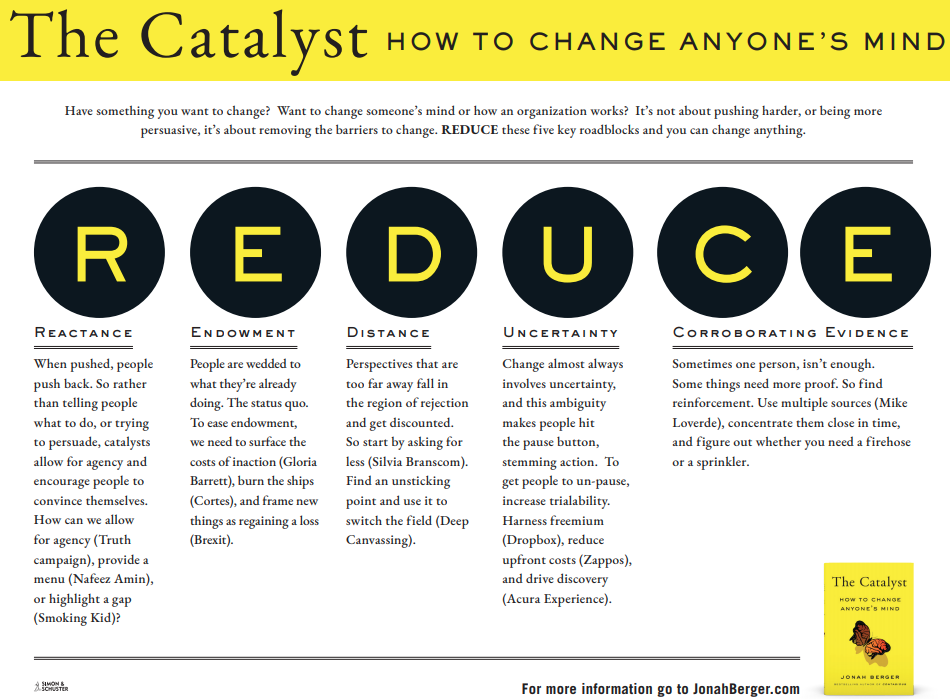 The Catalyst HOW TO CHANGE ANYONE'S MIND
Have something you want to change?  Want to change someone's mind or how an organization works?  It's not about pushing harder, or being more
persuasive, it's about removing the barriers to change. REDUCE these five key roadblocks and you can change anything.
R E D U C E
REACTANCE
When pushed, people
push back. So rather
than telling people
what to do, or trying
to persuade, catalysts
allow for agency and
encourage people to
convince themselves.
How can we allow
for agency (Truth
campaign), provide a
menu (Nafeez Amin),
or highlight a gap
(Smoking Kid)?
ENDOWMENT
People are wedded to
what they're already
doing. The status quo.
To ease endowment,
we need to surface the
costs of inaction (Gloria
Barrett), burn the ships
(Cortes), and frame new
things as regaining a loss
(Brexit).
DISTANCE
Perspectives that are
too far away fall in
the region of rejection
and get discounted.
So start by asking for
less (Silvia Branscom).
Find an unsticking
point and use it to
switch the field (Deep
Canvassing).
UNCERTAINTY
Change almost always
involves uncertainty,
and this ambiguity
makes people hit
the pause button,
stemming action.  To
get people to un-pause,
increase trialability.
Harness freemium
(Dropbox), reduce
upfront costs (Zappos),
and drive discovery
(Acura Experience).
CORROBORATING EVIDENCE
Sometimes one person, isn't enough.
Some things need more proof. So find
reinforcement. Use multiple sources (Mike
Loverde), concentrate them close in time,
and figure out whether you need a firehose
or a sprinkler.
The Catalyst
HOW TO CHANGE
ANYONE'S MIND
JONAH BERGER
BESTSELLING AUTHOR OF CONTAGIOUS
SIMON &
SCHUSTER
For more information go to JonahBerger.com